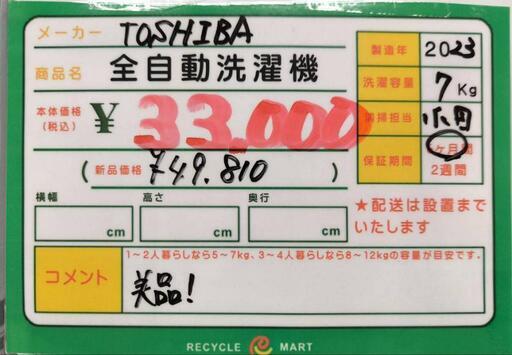 メーカー TOSHIBA
商品名 全自動洗濯機
本体価格
(税込) ¥ 33,000
( 新品価格 ¥49.810 )
横幅 高さ 奥行
cm cm cm
製造年 2023
洗濯容量 7 Kg
清掃担当
保証期間
2週間
★配送は設置まで
いたします
1~2人暮らしなら5~7kg、3~4人暮らしなら8~12kgの容量が目安です。
コメント 美品!
RECYCLE MART